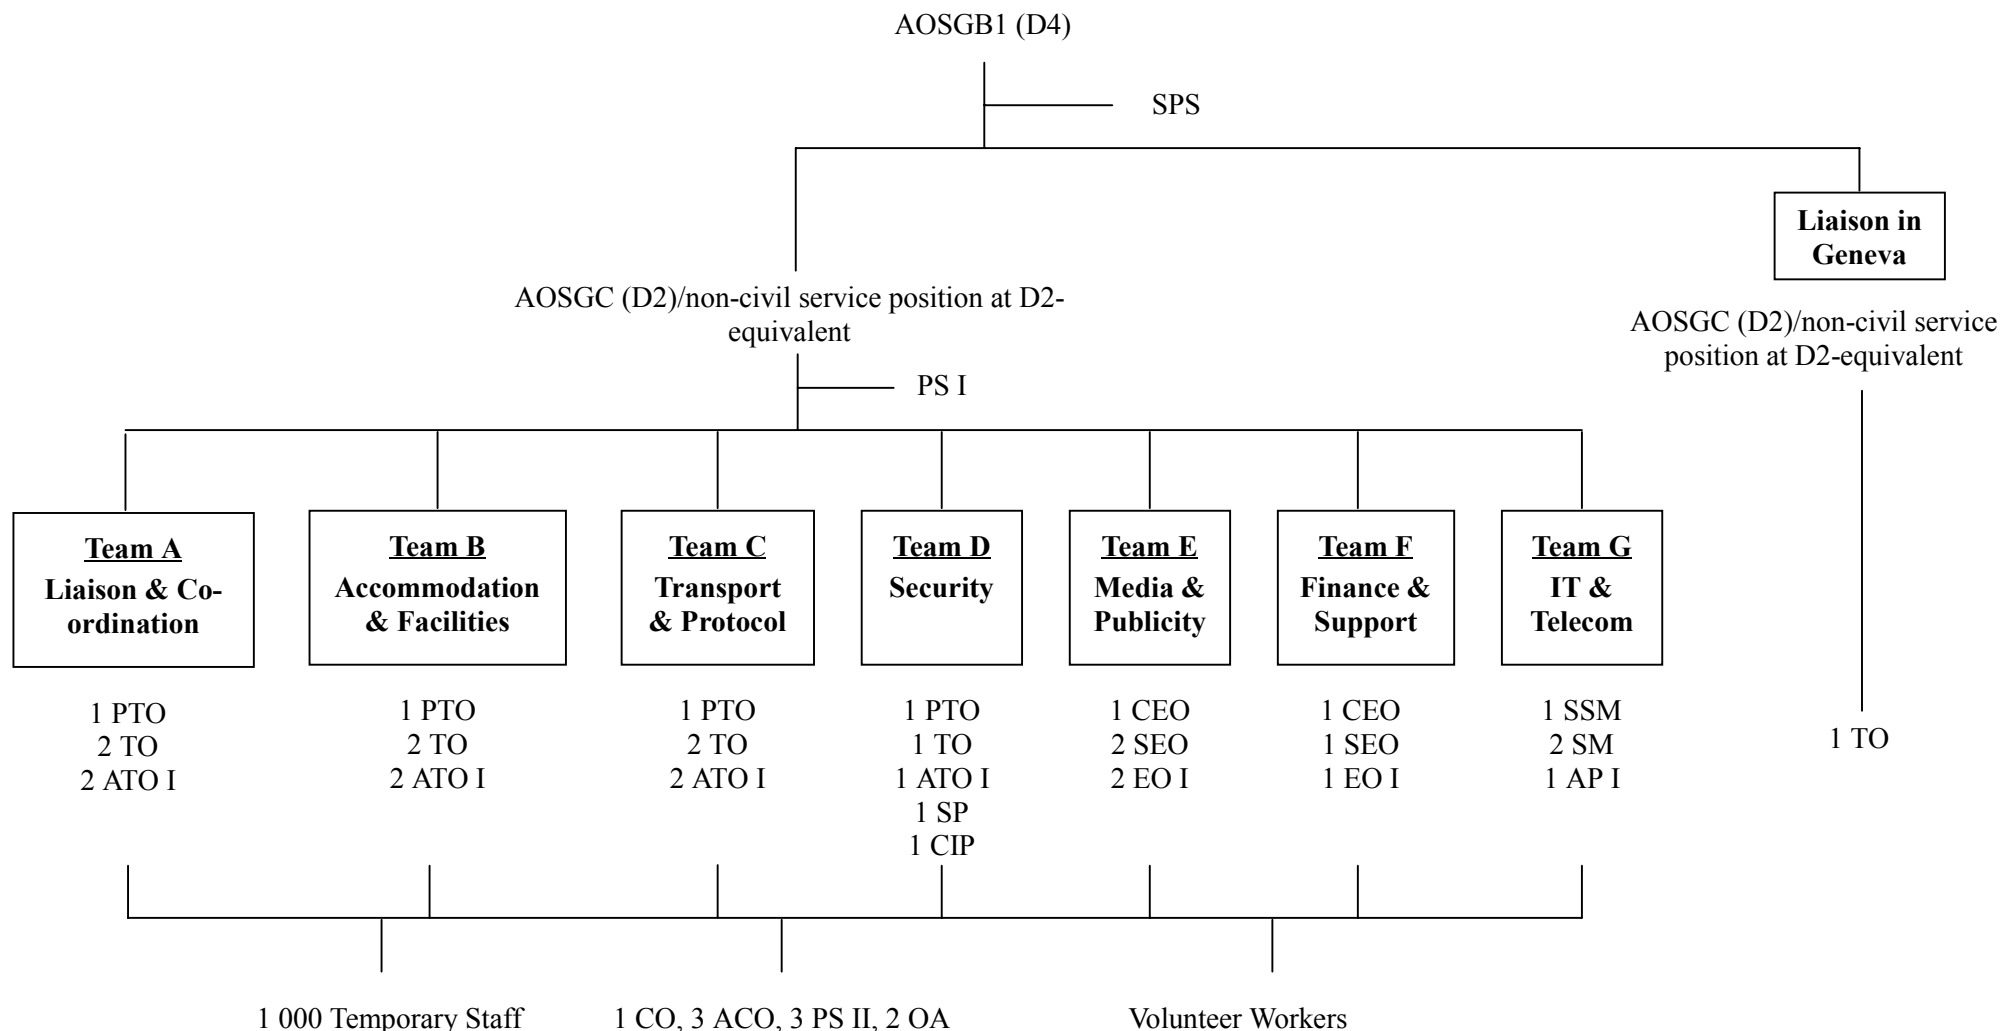 AOSGB1 (D4)
SPS
Liaison in
Geneva
AOSGC (D2)/non-civil service position at D2-
equivalent
AOSGC (D2)/non-civil service
position at D2-equivalent
PS I
Team A
Liaison & Co-
ordination
Team B
Accommodation
& Facilities
Team C
Transport
& Protocol
Team D
Security
Team E
Media &
Publicity
Team F
Finance &
Support
Team G
IT &
Telecom
1 PTO
2 TO
2 ATO I
1 PTO
2 TO
2 ATO I
1 PTO
2 TO
2 ATO I
1 PTO
1 TO
1 ATO I
1 SP
1 CIP
1 CEO
2 SEO
2 EO I
1 CEO
1 SEO
1 EO I
1 SSM
2 SM
1 AP I
1 TO
1 000 Temporary Staff
1 CO, 3 ACO, 3 PS II, 2 OA
Volunteer Workers